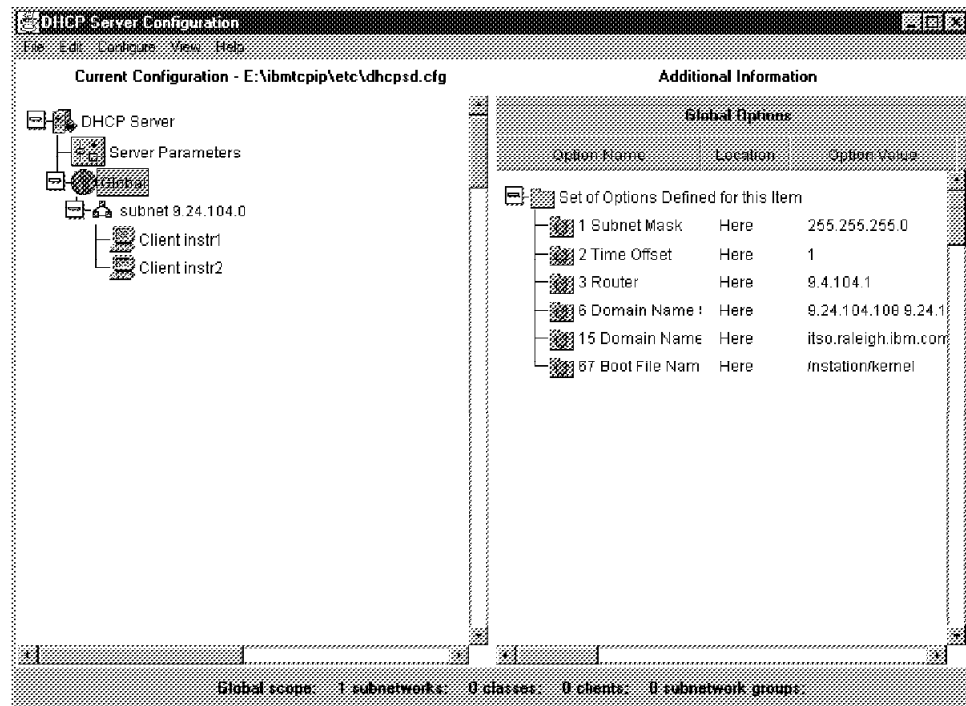 DHCP Server Configuration
File Edit Configure View Help
Current Configuration - E:\ibmtcpip\etc\dhcpsd.cfg
Additional Information
DHCP Server
Server Parameters
Global
subnet 9.24.104.0
Client instr1
Client instr2
Global Options
Option Name Location Option Value
Set of Options Defined for this Item
1 Subnet Mask Here 255.255.255.0
2 Time Offset Here 1
3 Router Here 9.4.104.1
6 Domain Name Here 9.24.104.108 9.24.1
15 Domain Name Here itso.raleigh.ibm.com
67 Boot File Nam Here /nstation/kernel
Global scope: 1 subnetworks: 0 classes: 0 clients: 0 subnetwork groups: